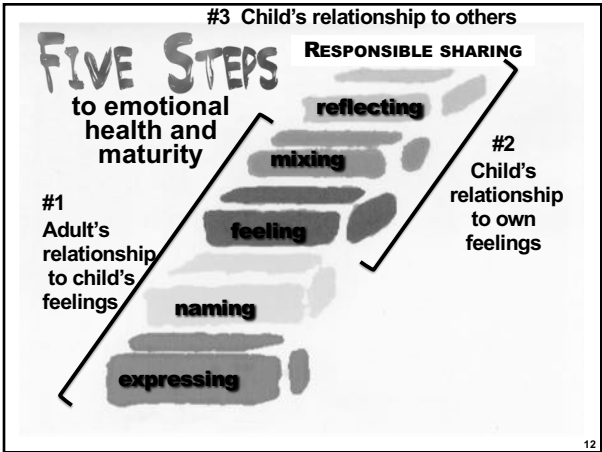 #3 Child's relationship to others
FIVE STEPS
to emotional
health and
maturity
RESPONSIBLE SHARING
reflecting
mixing
feeling
naming
expressing
#1
Adult's
relationship
to child's
feelings
#2
Child's
relationship
to own
feelings
12